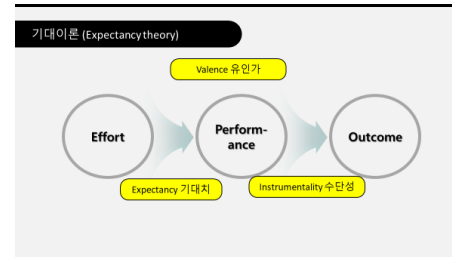 기대이론 (Expectancy theory)
Valence 유인가
Effort
Perform-
ance
Outcome
Expectancy 기대치
Instrumentality 수단성